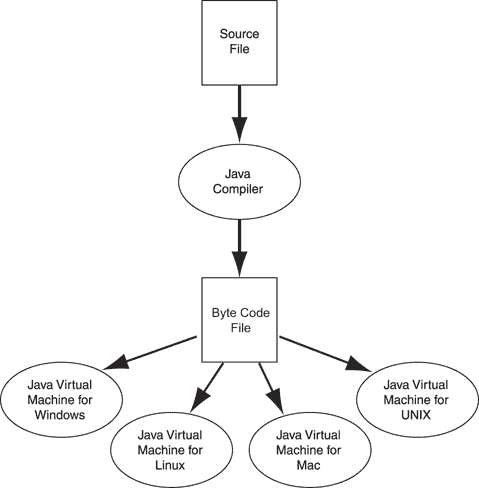 Source
File
Java
Compiler
Byte Code
File
Java Virtual
Machine for
Windows
Java Virtual
Machine for
Linux
Java Virtual
Machine for
Mac
Java Virtual
Machine for
UNIX